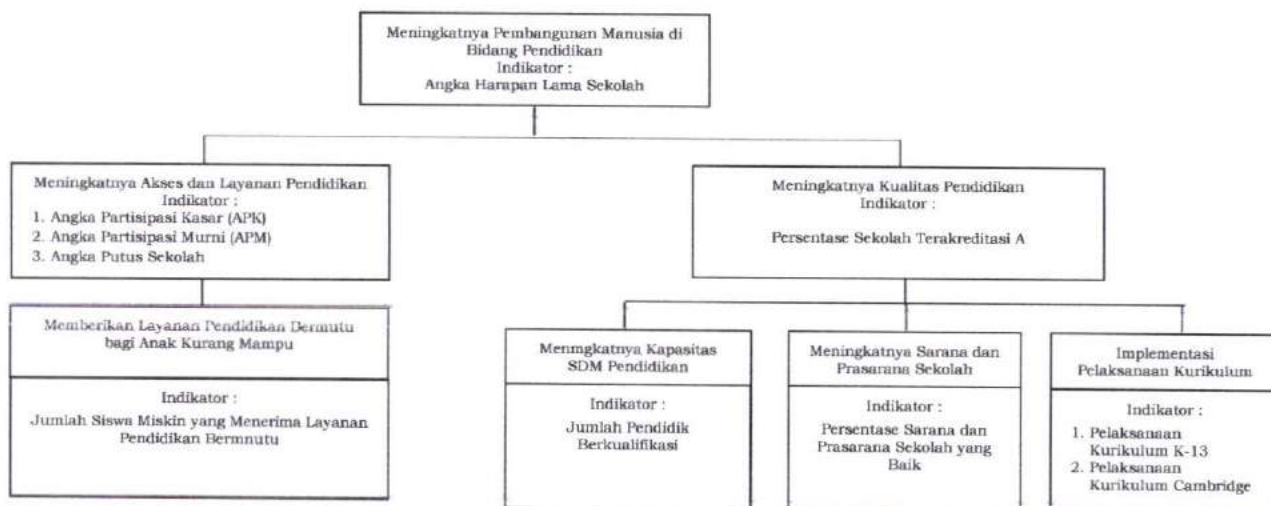 Meningkatnya Pembangunan Manusia di
Bidang Pendidikan
Indikator :
Angka Harapan Lama Sekolah
Meningkatnya Akses dan Layanan Pendidikan
Indikator :
1. Angka Partisipasi Kasar (APK)
2. Angka Partisipasi Murni (APM)
3. Angka Putus Sekolah
Meningkatnya Kualitas Pendidikan
Indikator :
Persentase Sekolah Terakreditasi A
Memberikan Layanan Pendidikan Bermutu
bagi Anak Kurang Mampu
Indikator :
Jumlah Siswa Miskin yang Menerima Layanan
Pendidikan Bermnutu
Menmgkatnya Kapasitas
SDM Pendidikan
Indikator :
Jumlah Pendidik
Berkualifikasi
Meningkatnya Sarana dan
Prasarana Sekolah
Indikator :
Persentase Sarana dan
Prasarana Sekolah yang
Baik
Implementasi
Pelaksanaan Kurikulum
Indikator :
1. Pelaksanaan
Kurikulum K-13
2. Pelaksanaan
Kurikulum Cambridge